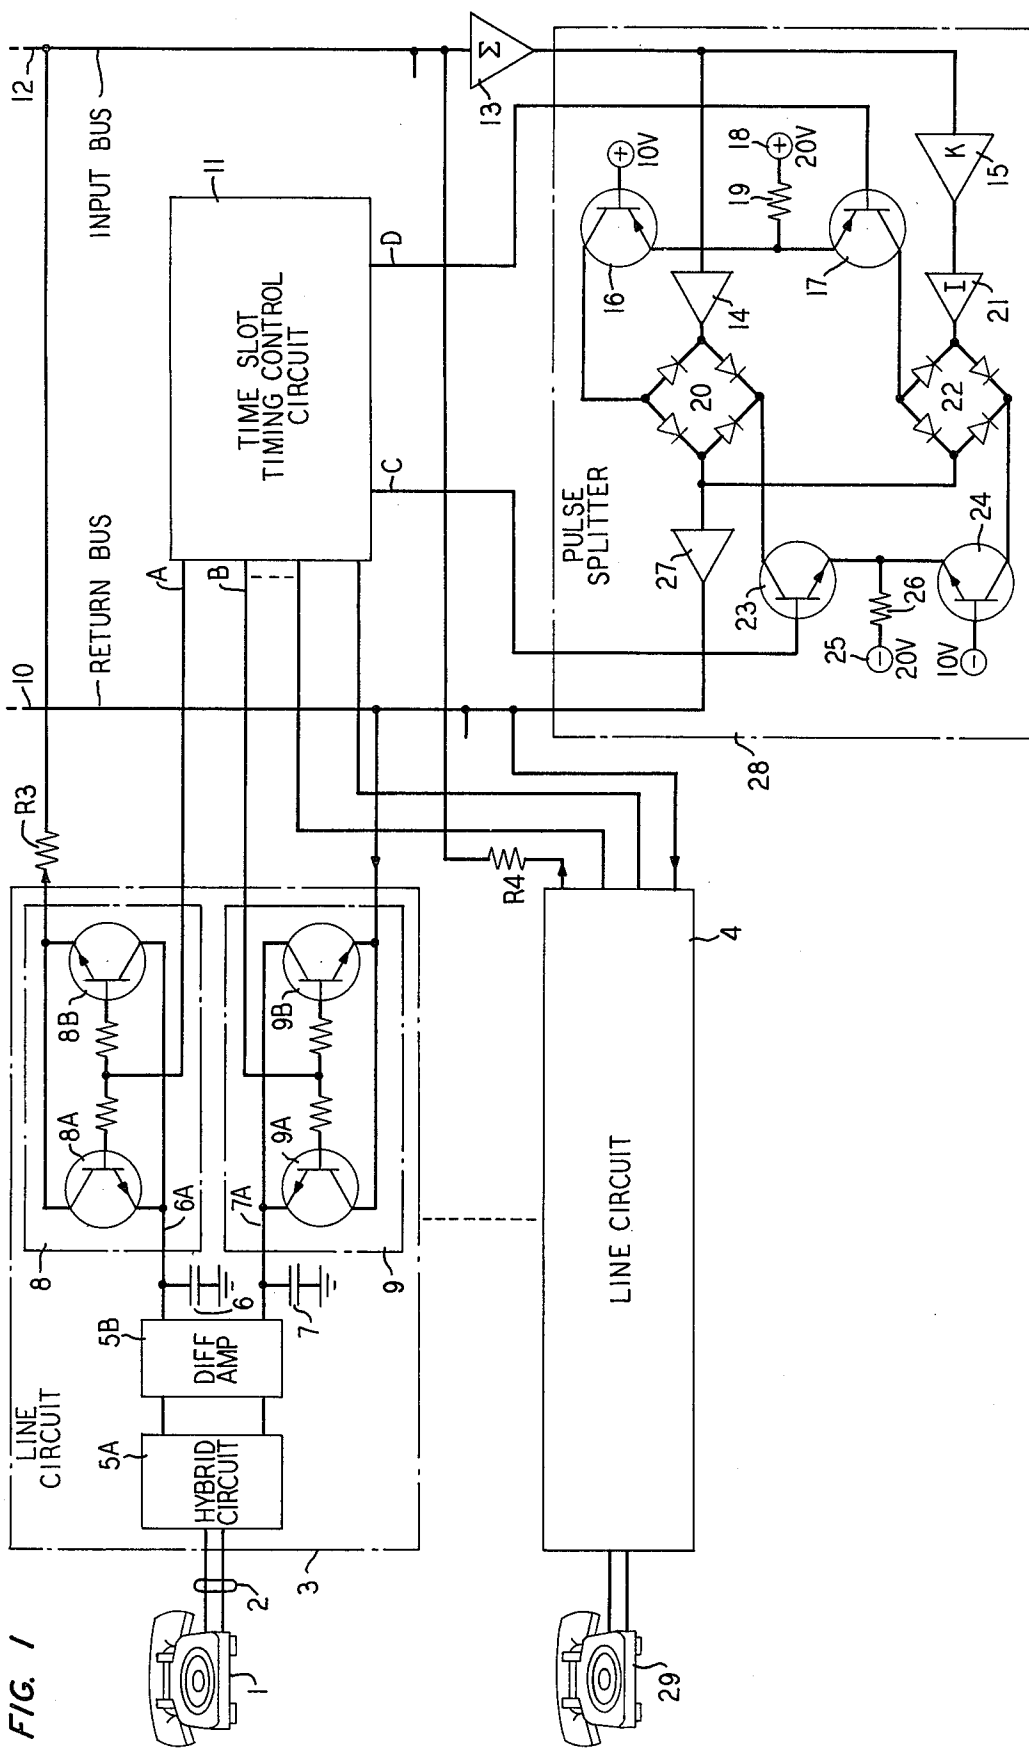 FIG. 1
1
2
3
LINE
CIRCUIT
5A
HYBRID
CIRCUIT
5B
DIFF
AMP
6
7
6A
7A
8
8A
8B
9
9A
9B
R3
10
RETURN BUS
A
B
C
D
11
TIME SLOT
TIMING CONTROL
CIRCUIT
12
INPUT BUS
Σ
13
29
LINE CIRCUIT
4
R4
28
PULSE
SPLITTER
27
20
14
16
10V
18
20V
19
17
K
15
I
21
22
23
24
25
20V
26
10V